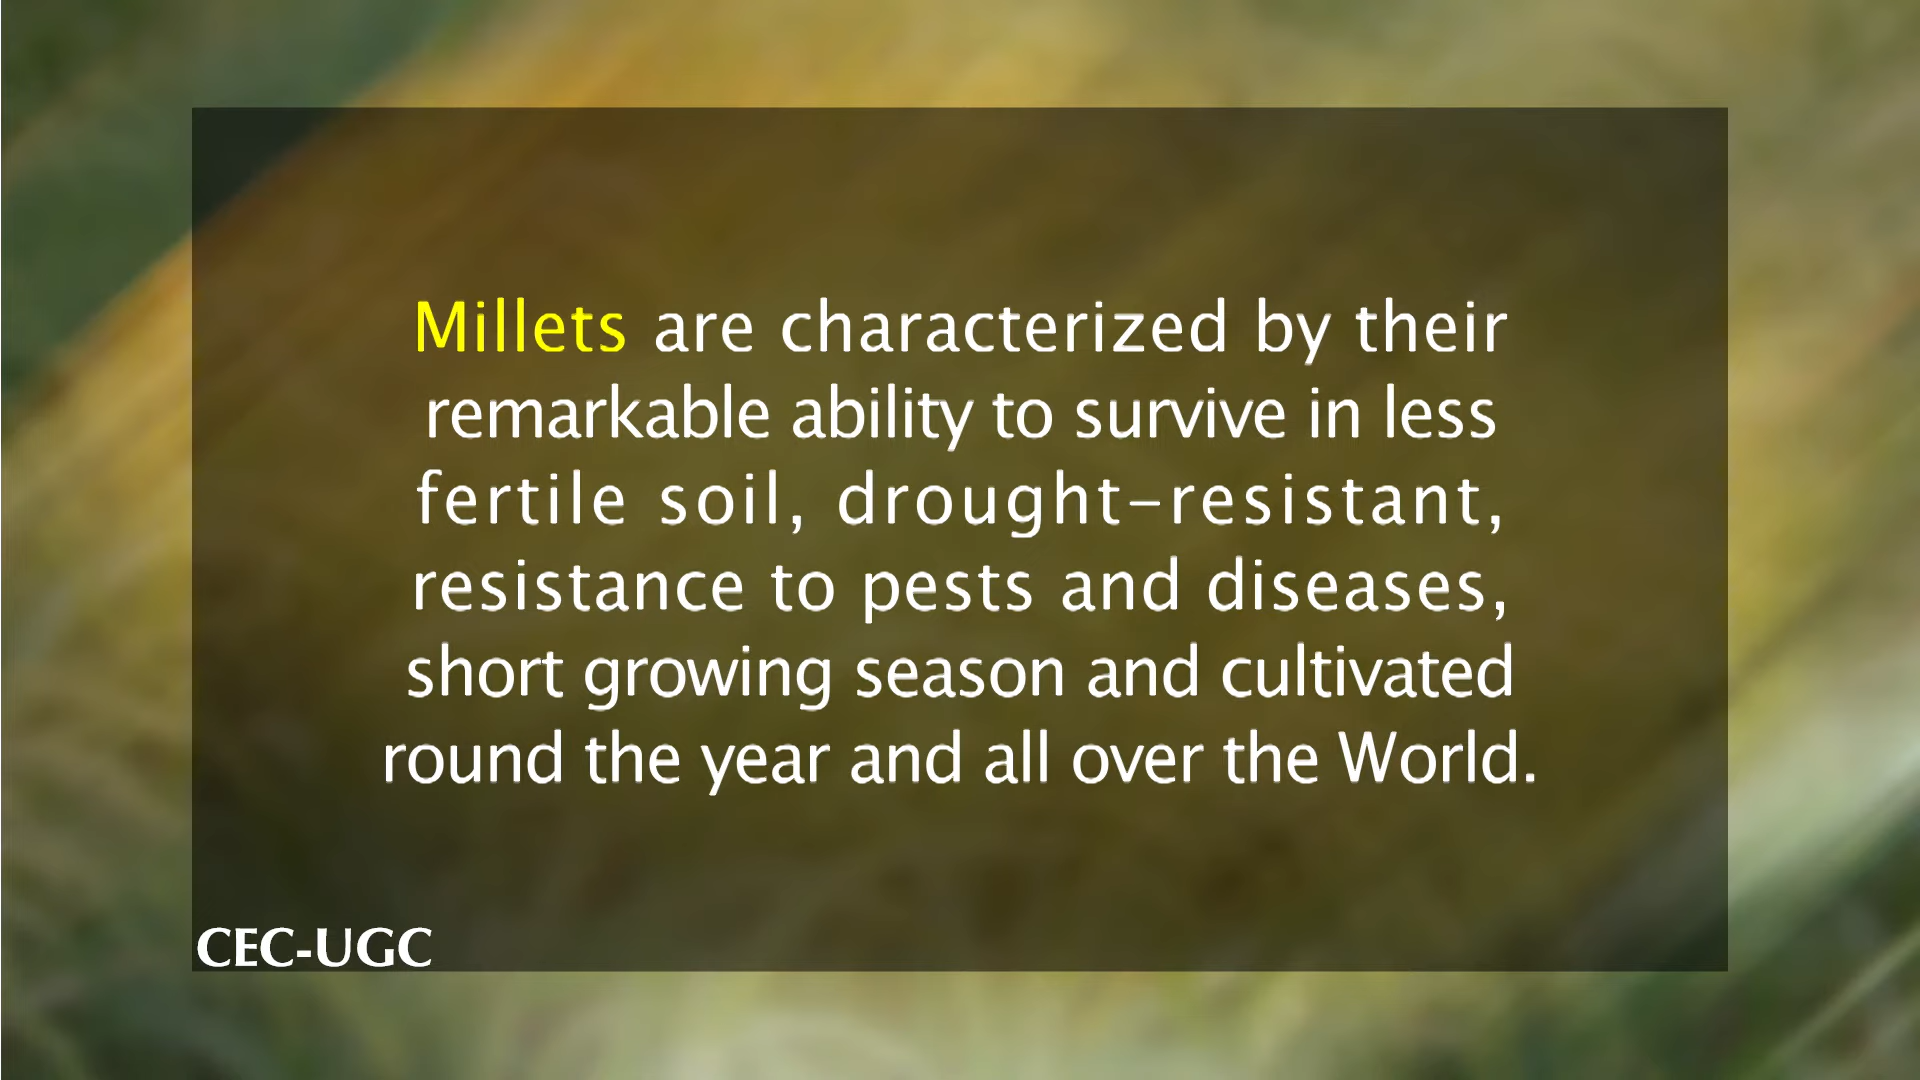 Millets are characterized by their
remarkable ability to survive in less
fertile soil, drought-resistant,
resistance to pests and diseases,
short growing season and cultivated
round the year and all over the World.
CEC-UGC